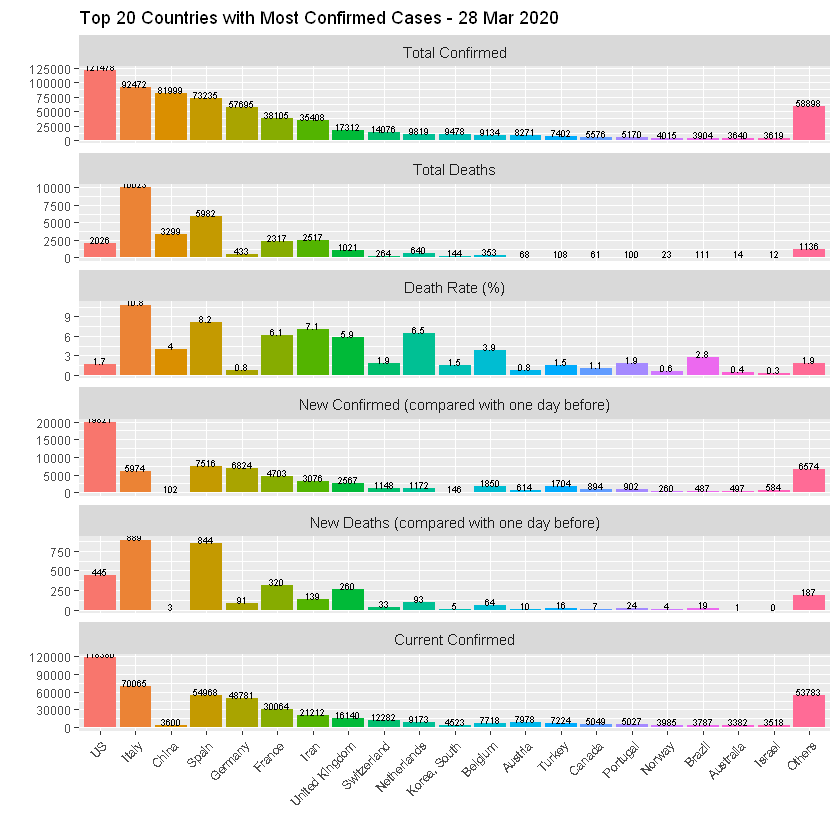 Top 20 Countries with Most Confirmed Cases - 28 Mar 2020
Total Confirmed
125000
100000
75000
50000
25000
0
121478 92472 81999 73235 57695 38105 35408 17312 14076 9819 9478 9134 8271 7402 5576 5170 4015 3904 3640 3619 58898
Total Deaths
10000
7500
5000
2500
0
2026 10023 3299 5982 433 2317 2517 1021 264 640 144 353 68 108 61 100 23 111 14 12 1136
Death Rate (%)
9
6
3
0
1.7 10.8 4 8.2 0.8 6.1 7.1 5.9 1.9 6.5 1.5 3.9 0.8 1.5 1.1 1.9 0.6 2.8 0.4 0.3 1.9
New Confirmed (compared with one day before)
20000
15000
10000
5000
0
19821 5974 102 7516 6824 4703 3076 2567 1148 1172 146 1850 614 1704 894 902 260 487 497 584 6574
New Deaths (compared with one day before)
750
500
250
0
445 889 3 844 91 320 139 260 33 93 5 64 10 16 7 24 4 19 1 0 187
Current Confirmed
120000
90000
60000
30000
0
118380 70065 3600 54968 48781 30064 21212 16140 12282 9173 4523 7718 7978 7224 5049 5027 3985 3787 3382 3518 53783
US Italy China Spain Germany France Iran United Kingdom Switzerland Netherlands Korea, South Belgium Austria Turkey Canada Portugal Norway Brazil Australia Israel Others